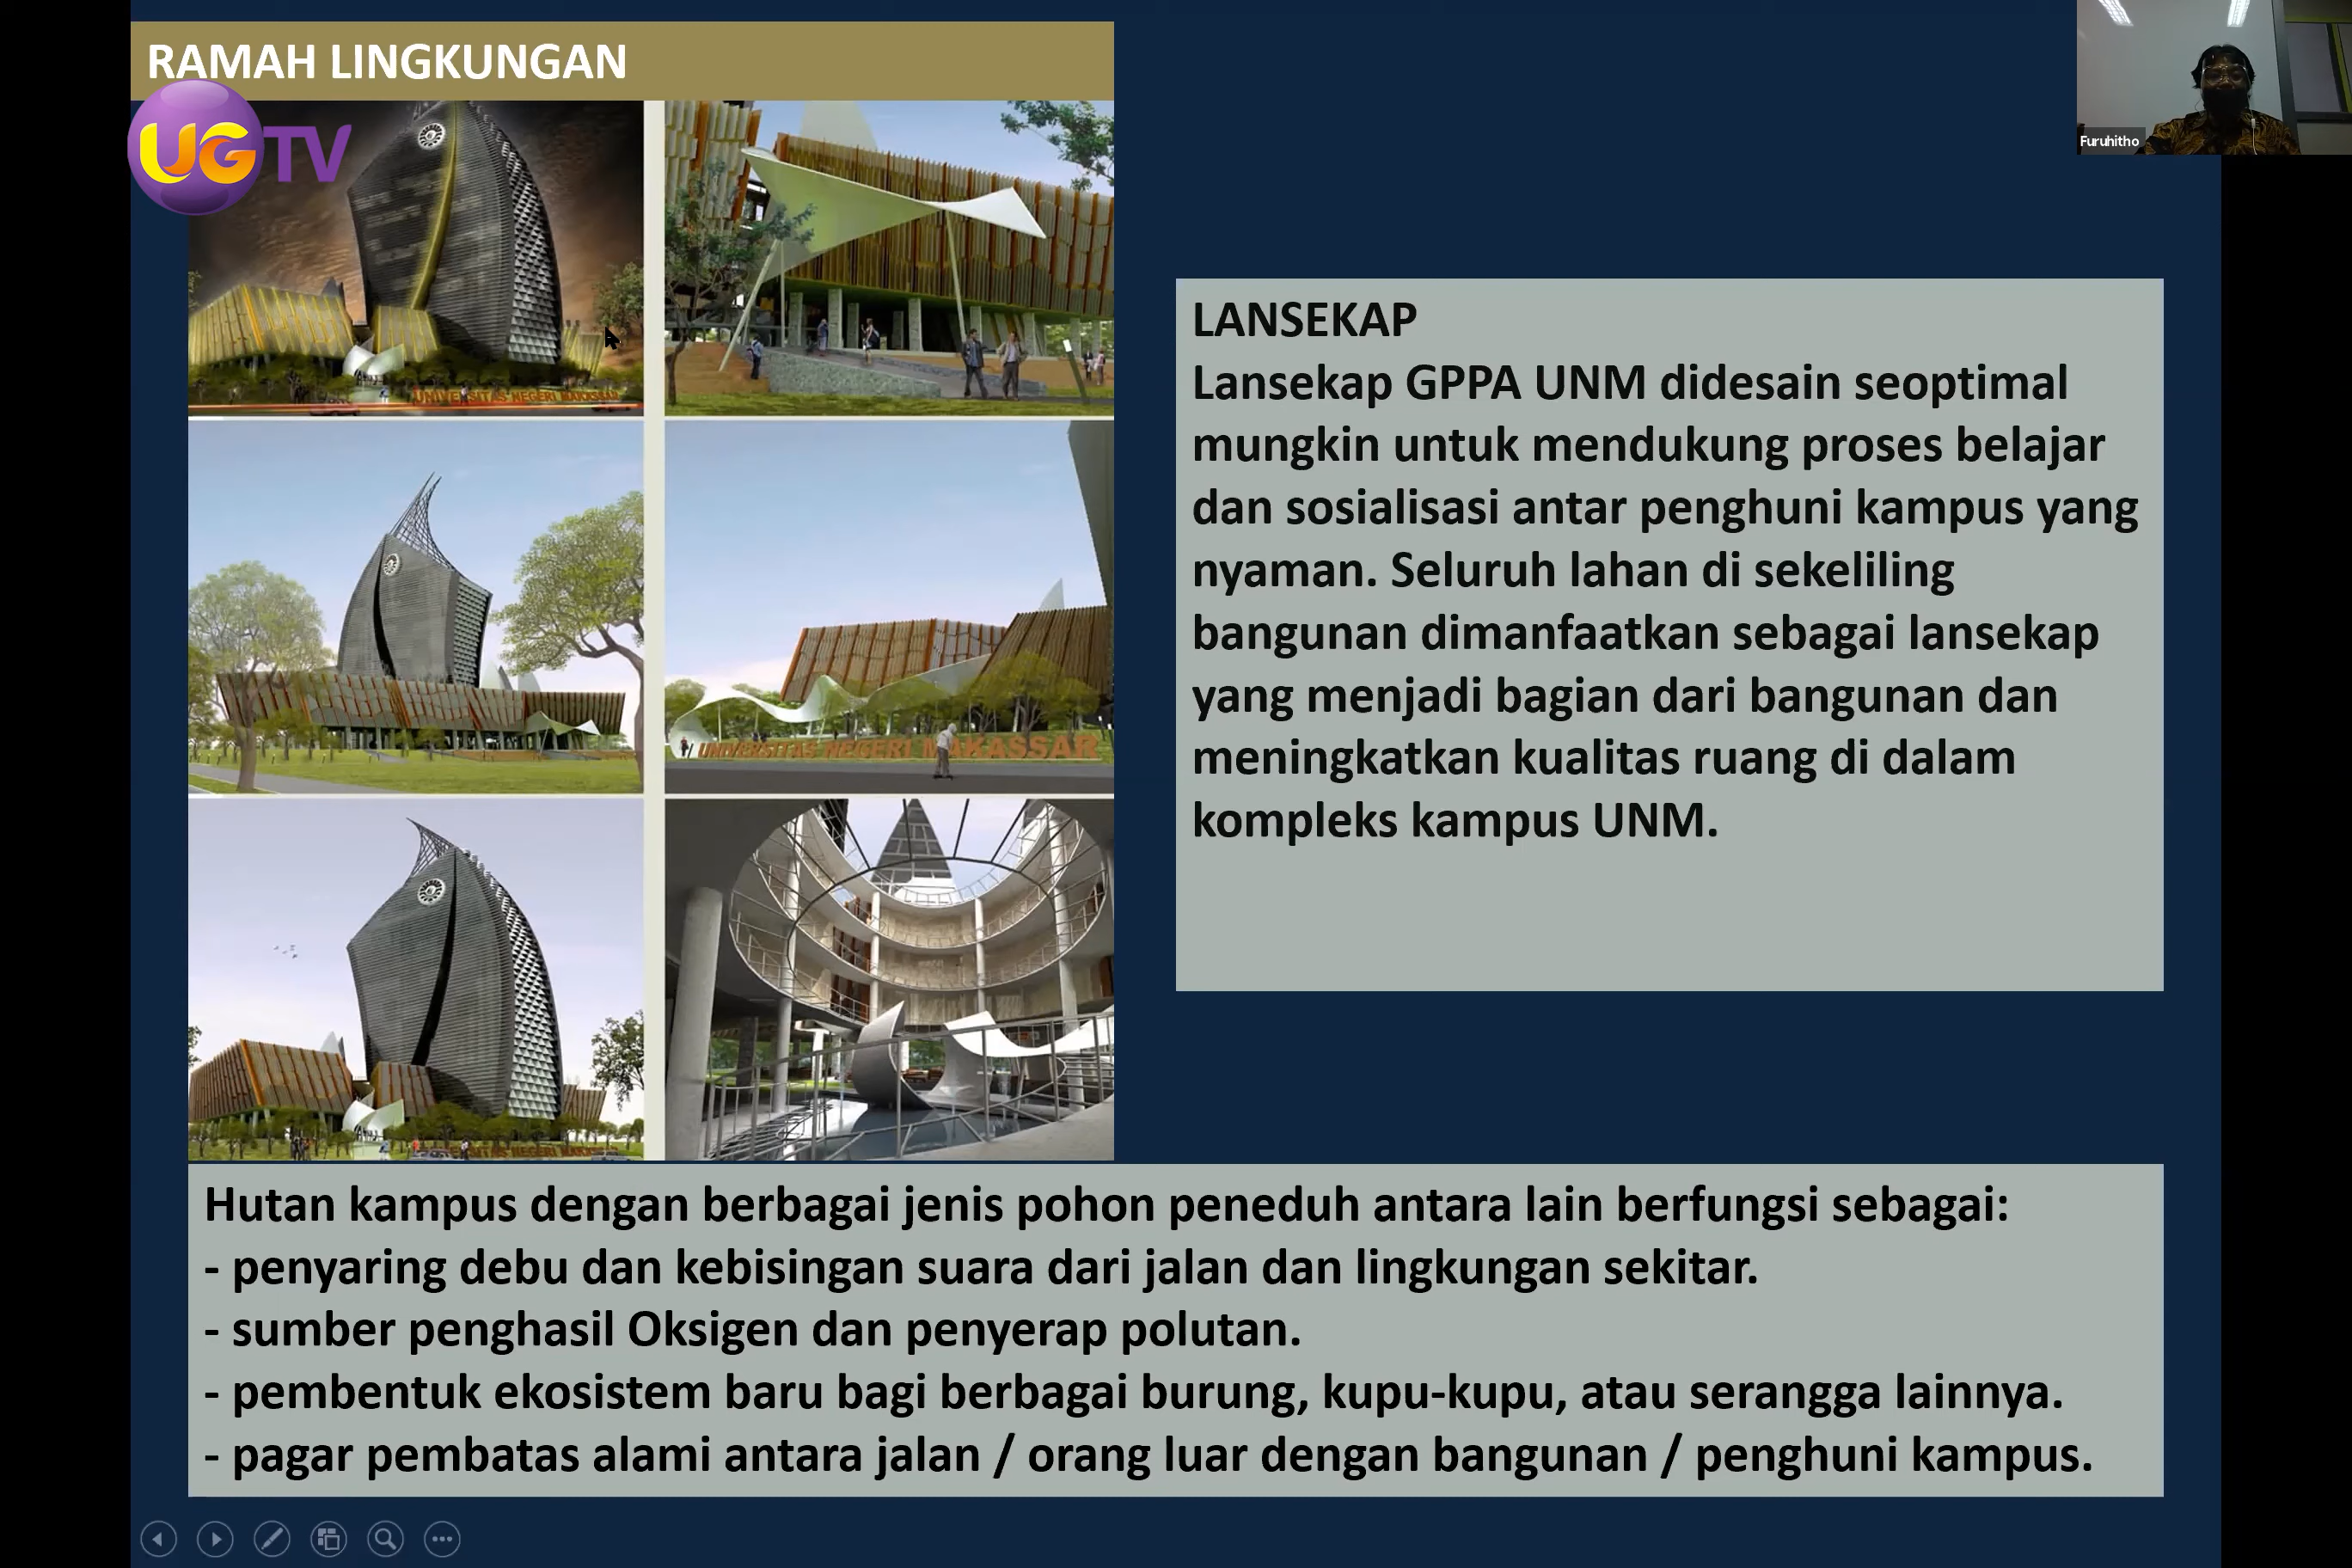 RAMAH LINGKUNGAN
UGTV
Furuhitho
UNIVERSITAS NEGERI MAKASSAR
UNIVERSITAS NEGERI MAKASSAR
LANSEKAP
Lansekap GPPA UNM didesain seoptimal
mungkin untuk mendukung proses belajar
dan sosialisasi antar penghuni kampus yang
nyaman. Seluruh lahan di sekeliling
bangunan dimanfaatkan sebagai lansekap
yang menjadi bagian dari bangunan dan
meningkatkan kualitas ruang di dalam
kompleks kampus UNM.
Hutan kampus dengan berbagai jenis pohon peneduh antara lain berfungsi sebagai:
- penyaring debu dan kebisingan suara dari jalan dan lingkungan sekitar.
- sumber penghasil Oksigen dan penyerap polutan.
- pembentuk ekosistem baru bagi berbagai burung, kupu-kupu, atau serangga lainnya.
- pagar pembatas alami antara jalan / orang luar dengan bangunan / penghuni kampus.